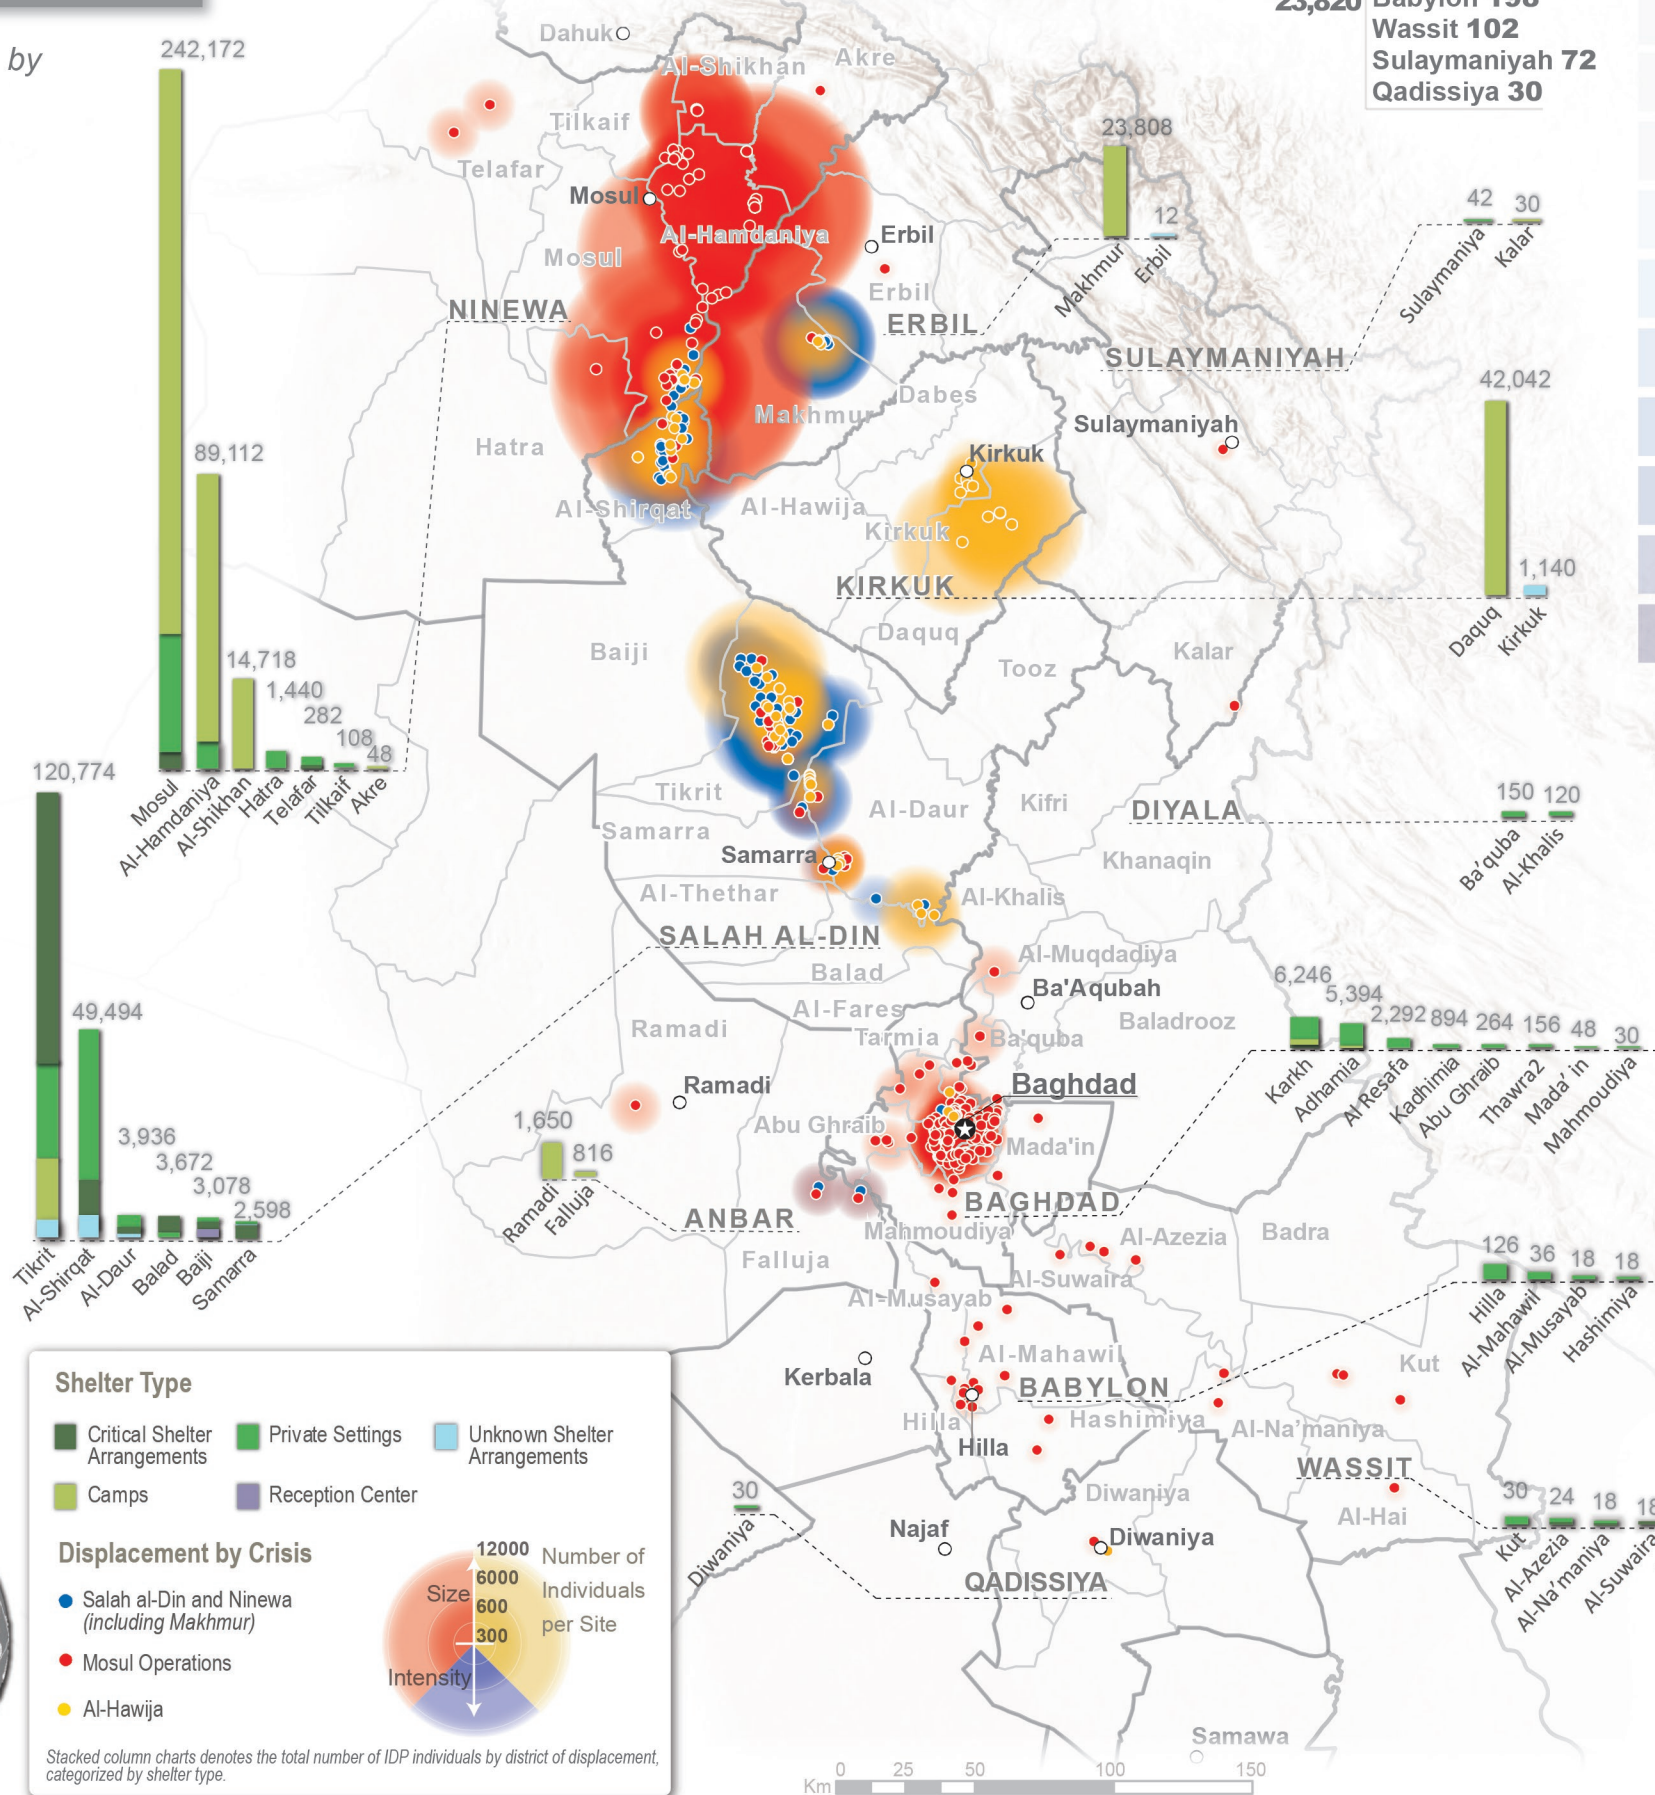 by
23,820
Babylon 198
Wassit 102
Sulaymaniyah 72
Qadissiya 30
242,172
89,112
14,718
1,440
282
108
48
Mosul
Al-Hamdaniya
Al-Shikhan
Hatra
Telafar
Tilkaif
Akre
120,774
49,494
3,936
3,672
3,078
2,598
Tikrit
Al-Shirqat
Al-Daur
Balad
Baiji
Samarra
23,808
12
Makhmur
Erbil
42
30
Sulaymaniya
Kalar
42,042
1,140
Daquq
Kirkuk
150
120
Ba'quba
Al-Khalis
6,246
5,394
2,292
894
264
156
48
30
Karkh
Adhamia
Al Resafa
Kadhimia
Abu Ghraib
Thawra2
Mada' in
Mahmoudiya
1,650
816
Ramadi
Falluja
126
36
18
18
Hilla
Al-Mahawil
Al-Musayab
Hashimiya
30
24
18
18
Kut
Al-Azezia
Al-Na'maniya
Al-Suwaira
30
Diwaniya
Dahuk
Al-Shikhan
Akre
Tilkaif
Telafar
Mosul
Al-Hamdaniya
Erbil
Mosul
Erbil
NINEWA
ERBIL
SULAYMANIYAH
Dabes
Makhmur
Hatra
Sulaymaniyah
Kirkuk
Al-Shirqat
Al-Hawija
Kirkuk
KIRKUK
Daquq
Baiji
Tooz
Kalar
Tikrit
Al-Daur
Kifri
DIYALA
Samarra
Samarra
Khanaqin
Al-Thethar
Al-Khalis
SALAH AL-DIN
Al-Muqdadiya
Balad
Ba'Aqubah
Al-Fares
Ramadi
Tarmia
Ba'quba
Baladrooz
Ramadi
Baghdad
Abu Ghraib
Mada'in
BAGHDAD
ANBAR
Mahmoudiya
Al-Azezia
Badra
Falluja
Al-Suwaira
Al-Musayab
Al-Mahawil
Kut
Kerbala
BABYLON
Hilla
Hashimiya
Al-Na'maniya
Hilla
WASSIT
Diwaniya
Al-Hai
Najaf
Diwaniya
QADISSIYA
Samawa
Shelter Type
Critical Shelter
Arrangements
Private Settings
Unknown Shelter
Arrangements
Camps
Reception Center
Displacement by Crisis
Salah al-Din and Ninewa
(including Makhmur)
Mosul Operations
Al-Hawija
Size
Intensity
12000
6000
600
300
Number of
Individuals
per Site
Stacked column charts denotes the total number of IDP individuals by district of displacement,
categorized by shelter type.
0 25 50 100 150
Km